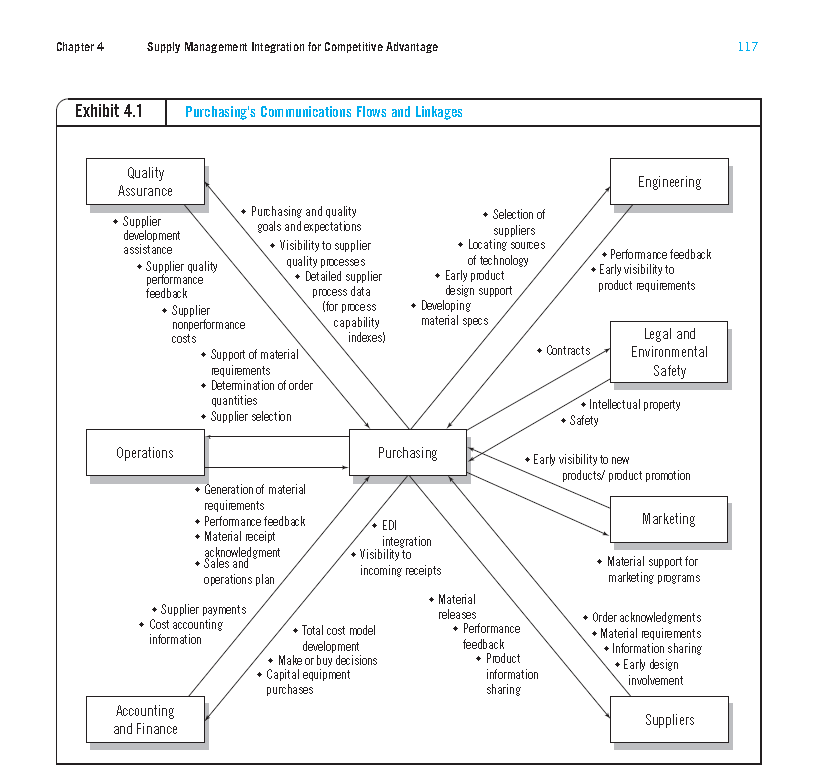 Chapter 4 Supply Management Integration for Competitive Advantage 117
Exhibit 4.1 Purchasing's Communications Flows and Linkages
Quality
Assurance
Engineering
◆ Purchasing and quality
goals and expectations
◆ Visibility to supplier
quality processes
◆ Detailed supplier
process data
(for process
capability
indexes)
◆ Selection of
suppliers
◆ Locating sources
of technology
◆ Early product
design support
◆ Developing
material specs
◆ Supplier
development
assistance
◆ Supplier quality
performance
feedback
◆ Supplier
nonperformance
costs
◆ Performance feedback
◆ Early visibility to
product requirements
Legal and
Environmental
Safety
◆ Contracts
◆ Support of material
requirements
◆ Determination of order
quantities
◆ Supplier selection
◆ Intellectual property
◆ Safety
Operations
Purchasing
◆ Early visibility to new
products/ product promotion
Marketing
◆ Generation of material
requirements
◆ Performance feedback
◆ Material receipt
acknowledgment
◆ Sales and
operations plan
◆ EDI
integration
◆ Visibility to
incoming receipts
◆ Material support for
marketing programs
◆ Supplier payments
◆ Cost accounting
information
◆ Total cost model
development
◆ Make or buy decisions
◆ Capital equipment
purchases
◆ Material
releases
◆ Performance
feedback
◆ Product
information
sharing
◆ Order acknowledgments
◆ Material requirements
◆ Information sharing
◆ Early design
involvement
Accounting
and Finance
Suppliers